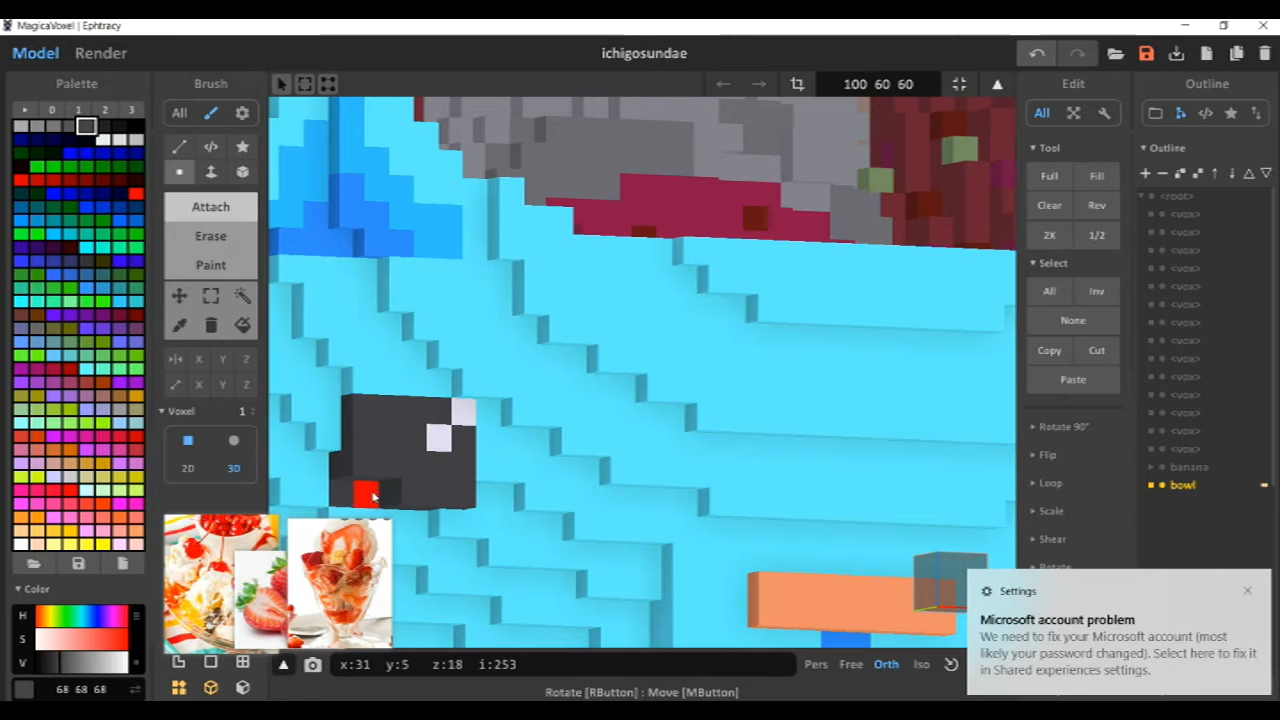 MagicaVoxel | Ephtracy
Model Render
ichigosundae
Palette
Brush
100 60 60
Edit
Outline
0 1 2 3
All
All
Tool
Outline
Full Fill
<root>
Attach
Clear Rev
<vox>
Erase
2X 1/2
<vox>
Paint
Select
<vox>
<vox>
All Inv
<vox>
None
<vox>
X Y Z
Copy Cut
<vox>
X Y Z
Paste
<vox>
Voxel 1
<vox>
<vox>
Rotate 90°
<vox>
2D 3D
Flip
<vox>
Loop
<vox>
Scale
<vox>
Shear
banana
Rotate
bowl
Color
H
S
V
68 68 68
x:31 y:5 z:18 i:253
Pers Free Orth Iso
Rotate [RButton] : Move [MButton]
Settings
Microsoft account problem
We need to fix your Microsoft account (most
likely your password changed). Select here to fix it
in Shared experiences settings.